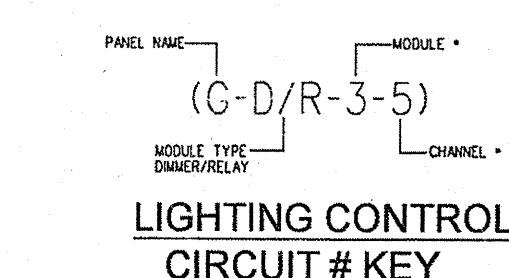 PANEL NAME
MODULE *
(G-D/R-3-5)
MODULE TYPE
DIMMER/RELAY
CHANNEL *
LIGHTING CONTROL
CIRCUIT # KEY